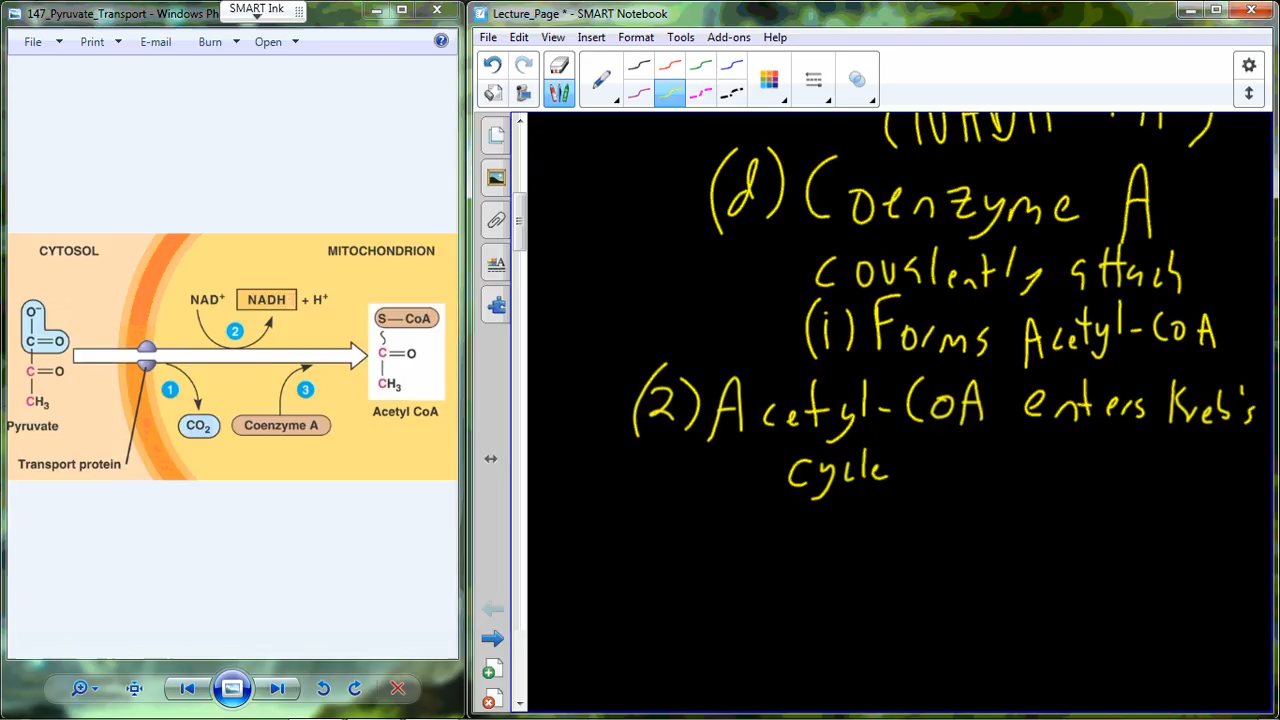 147_Pyruvate_Transport - Windows Ph
SMART Ink
File Print E-mail Burn Open
CYTOSOL
MITOCHONDRION
NAD⁺ NADH + H⁺
2
O⁻
C=O
C=O
CH₃
Pyruvate
S—CoA
C=O
CH₃
Acetyl CoA
1
3
CO₂
Coenzyme A
Transport protein
Lecture_Page * - SMART Notebook
File Edit View Insert Format Tools Add-ons Help
(d) Coenzyme A
covalently attach
(i) Forms Acetyl-CoA
(2) Acetyl-CoA enters Kreb's
cycle